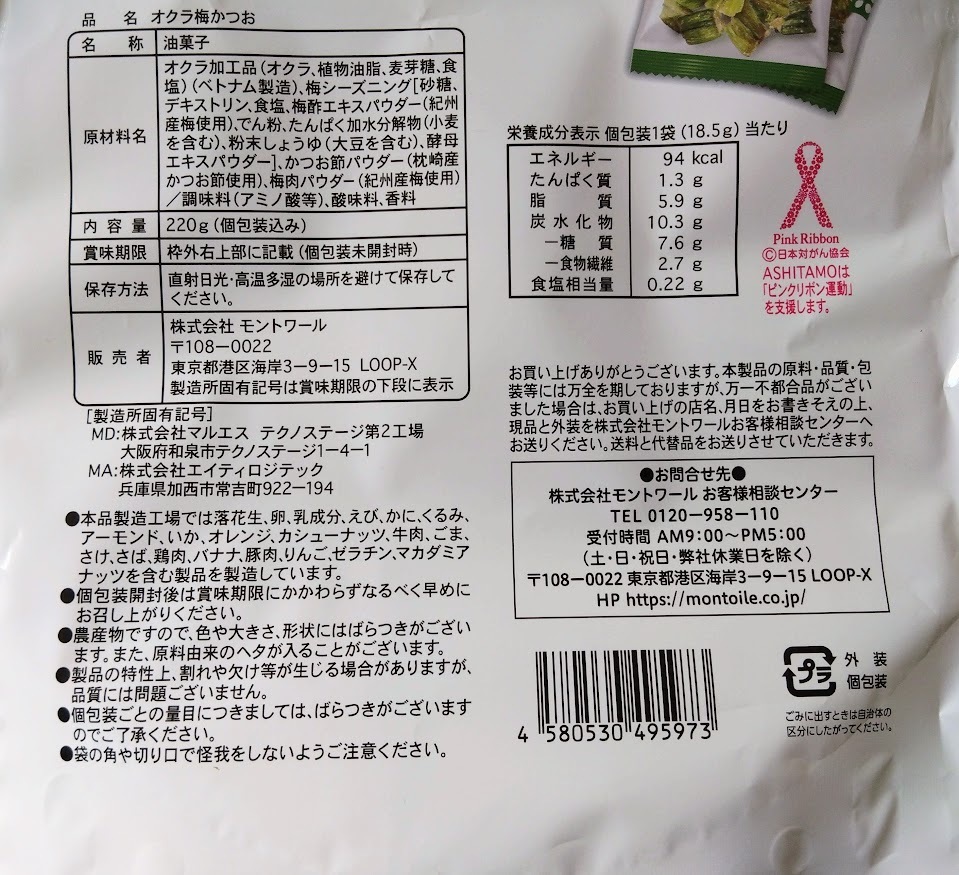 品名 オクラ梅かつお
名称 油菓子
原材料名
オクラ加工品(オクラ、植物油脂、麦芽糖、食
塩)(ベトナム製造)、梅シーズニング[砂糖、
デキストリン、食塩、梅酢エキスパウダー(紀州
産梅使用)、でん粉、たんぱく加水分解物(小麦
を含む)、粉末しょうゆ(大豆を含む)、酵母
エキスパウダー]、かつお節パウダー(枕崎産
かつお節使用)、梅肉パウダー(紀州産梅使用)
/調味料(アミノ酸等)、酸味料、香料
内容量 220g(個包装込み)
賞味期限 枠外右上部に記載(個包装未開封時)
保存方法
直射日光・高温多湿の場所を避けて保存して
ください。
販売者
株式会社 モントワール
〒108-0022
東京都港区海岸3-9-15 LOOP-X
製造所固有記号は賞味期限の下段に表示
[製造所固有記号]
MD:株式会社マルエス テクノステージ第2工場
大阪府和泉市テクノステージ1-4-1
MA:株式会社エイティロジテック
兵庫県加西市常吉町922-194
●本品製造工場では落花生、卵、乳成分、えび、かに、くるみ、
アーモンド、いか、オレンジ、カシューナッツ、牛肉、ごま、
さけ、さば、鶏肉、バナナ、豚肉、りんご、ゼラチン、マカダミア
ナッツを含む製品を製造しています。
●個包装開封後は賞味期限にかかわらずなるべく早めに
お召し上がりください。
●農産物ですので、色や大きさ、形状にはばらつきがござい
ます。また、原料由来のヘタが入ることがございます。
●製品の特性上、割れや欠け等が生じる場合がありますが、
品質には問題ございません。
●個包装ごとの量目につきましては、ばらつきがございます
のでご了承ください。
●袋の角や切り口で怪我をしないようご注意ください。
栄養成分表示 個包装1袋(18.5g)当たり
エネルギー 94 kcal
たんぱく質 1.3 g
脂質 5.9 g
炭水化物 10.3 g
-糖質 7.6 g
-食物繊維 2.7 g
食塩相当量 0.22 g
Pink Ribbon
Ⓒ日本対がん協会
ASHITAMOは
「ピンクリボン運動」
を支援します。
お買い上げありがとうございます。本製品の原料・品質・包
装等には万全を期しておりますが、万一不都合品がござい
ました場合は、お買い上げの店名、月日をお書きそえの上、
現品と外装を株式会社モントワールお客様相談センターへ
お送りください。送料と代替品をお送りさせていただきます。
●お問合せ先●
株式会社モントワール お客様相談センター
TEL 0120-958-110
受付時間 AM9:00~PM5:00
(土・日・祝日・弊社休業日を除く)
〒108-0022 東京都港区海岸3-9-15 LOOP-X
HP https://montoile.co.jp/
4 580530 495973
プラ
外装
個包装
ごみに出すときは自治体の
区分にしたがってください。